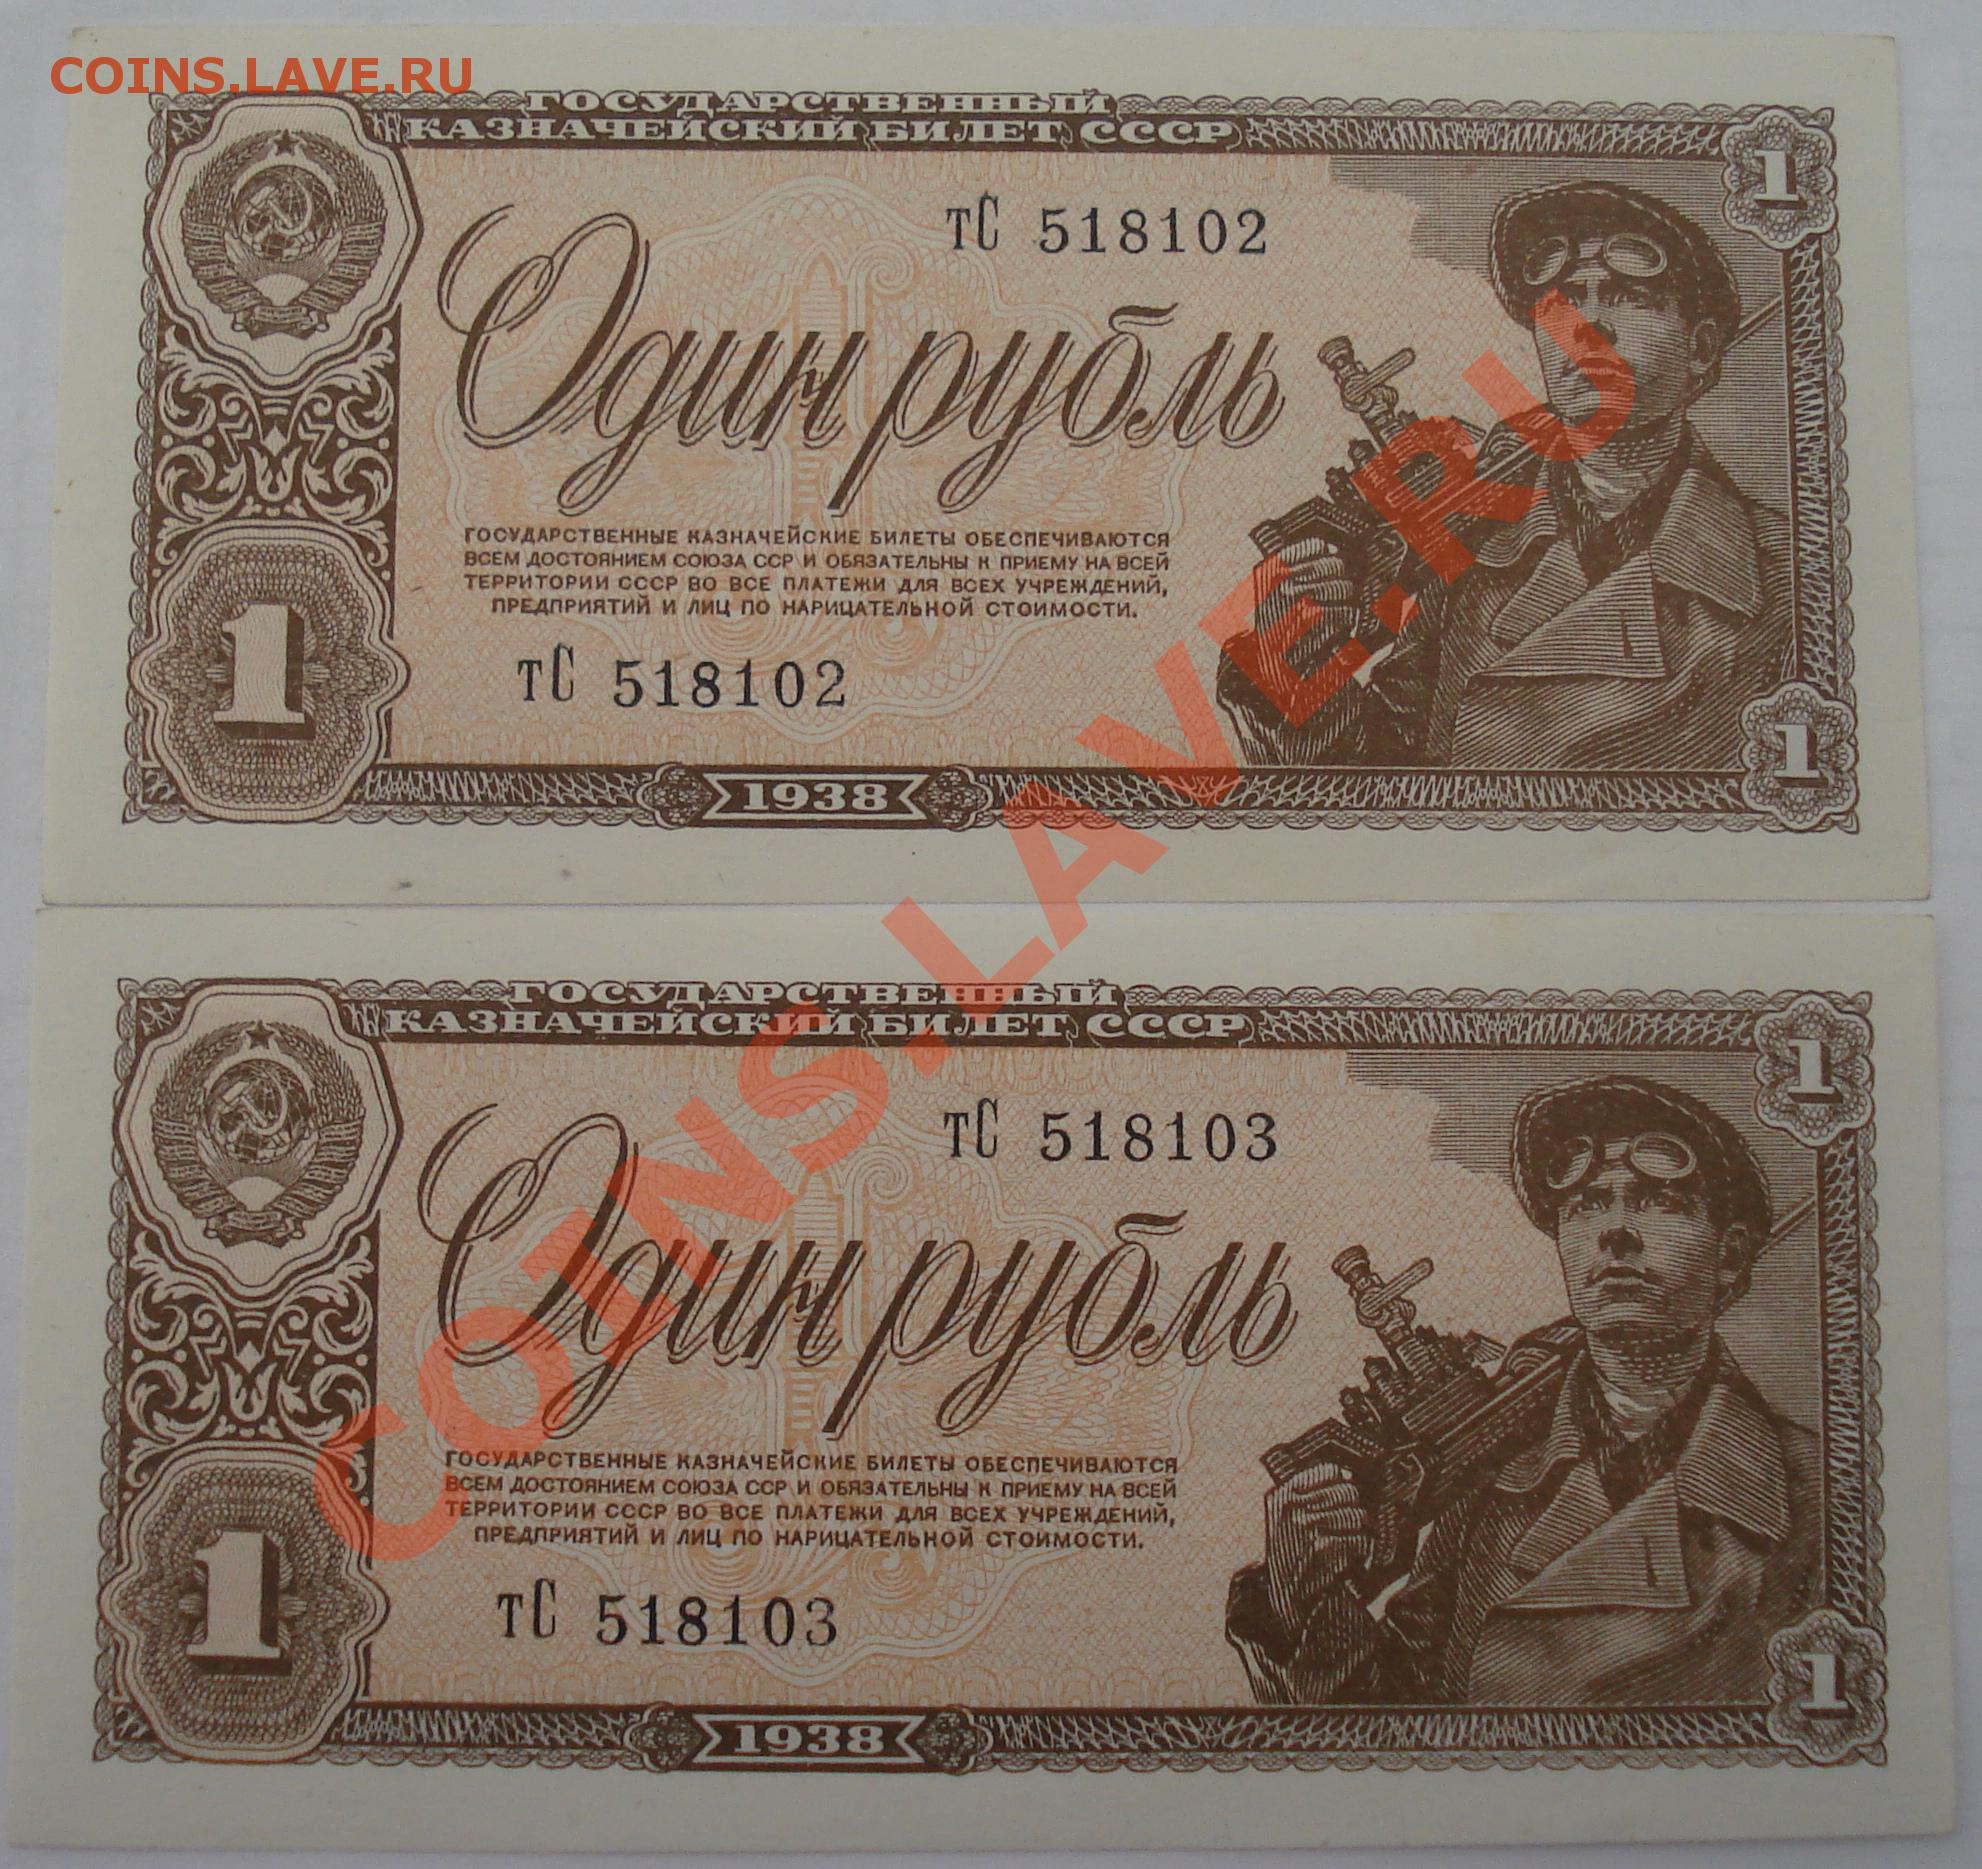 COINS.LAVE.RU
ГОСУДАРСТВЕННЫЙ
КАЗНАЧЕЙСКИЙ БИЛЕТ СССР
1
тС 518102
Один рубль
ГОСУДАРСТВЕННЫЕ КАЗНАЧЕЙСКИЕ БИЛЕТЫ ОБЕСПЕЧИВАЮТСЯ
ВСЕМ ДОСТОЯНИЕМ СОЮЗА ССР И ОБЯЗАТЕЛЬНЫ К ПРИЕМУ НА ВСЕЙ
ТЕРРИТОРИИ СССР ВО ВСЕ ПЛАТЕЖИ ДЛЯ ВСЕХ УЧРЕЖДЕНИЙ,
ПРЕДПРИЯТИЙ И ЛИЦ ПО НАРИЦАТЕЛЬНОЙ СТОИМОСТИ.
тС 518102
1
1
1938
COINS.LAVE.RU
ГОСУДАРСТВЕННЫЙ
КАЗНАЧЕЙСКИЙ БИЛЕТ СССР
1
тС 518103
Один рубль
ГОСУДАРСТВЕННЫЕ КАЗНАЧЕЙСКИЕ БИЛЕТЫ ОБЕСПЕЧИВАЮТСЯ
ВСЕМ ДОСТОЯНИЕМ СОЮЗА ССР И ОБЯЗАТЕЛЬНЫ К ПРИЕМУ НА ВСЕЙ
ТЕРРИТОРИИ СССР ВО ВСЕ ПЛАТЕЖИ ДЛЯ ВСЕХ УЧРЕЖДЕНИЙ,
ПРЕДПРИЯТИЙ И ЛИЦ ПО НАРИЦАТЕЛЬНОЙ СТОИМОСТИ.
тС 518103
1
1
1938